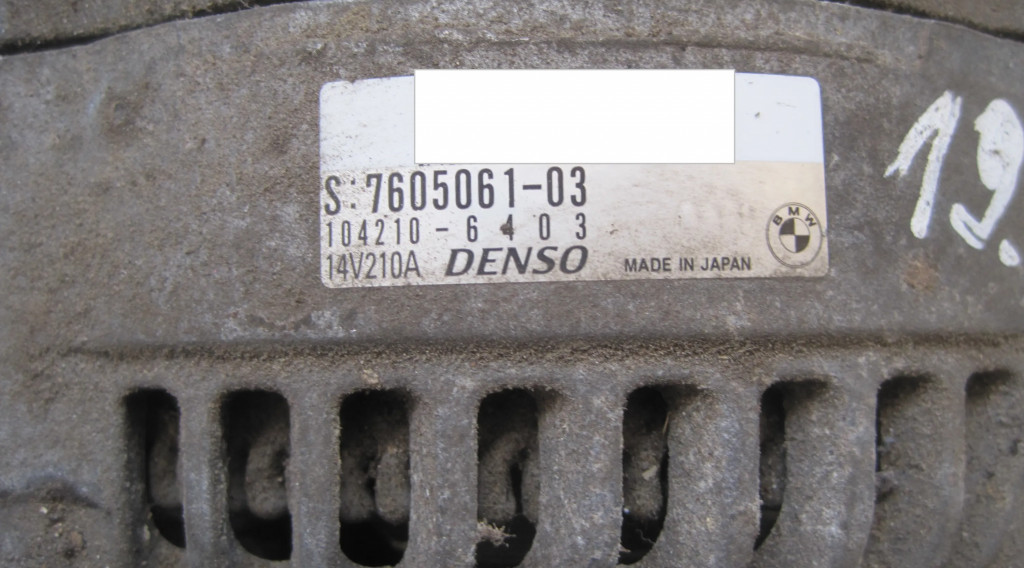 S:7605061-03
104210-6403
14V210A DENSO MADE IN JAPAN BMW
19.